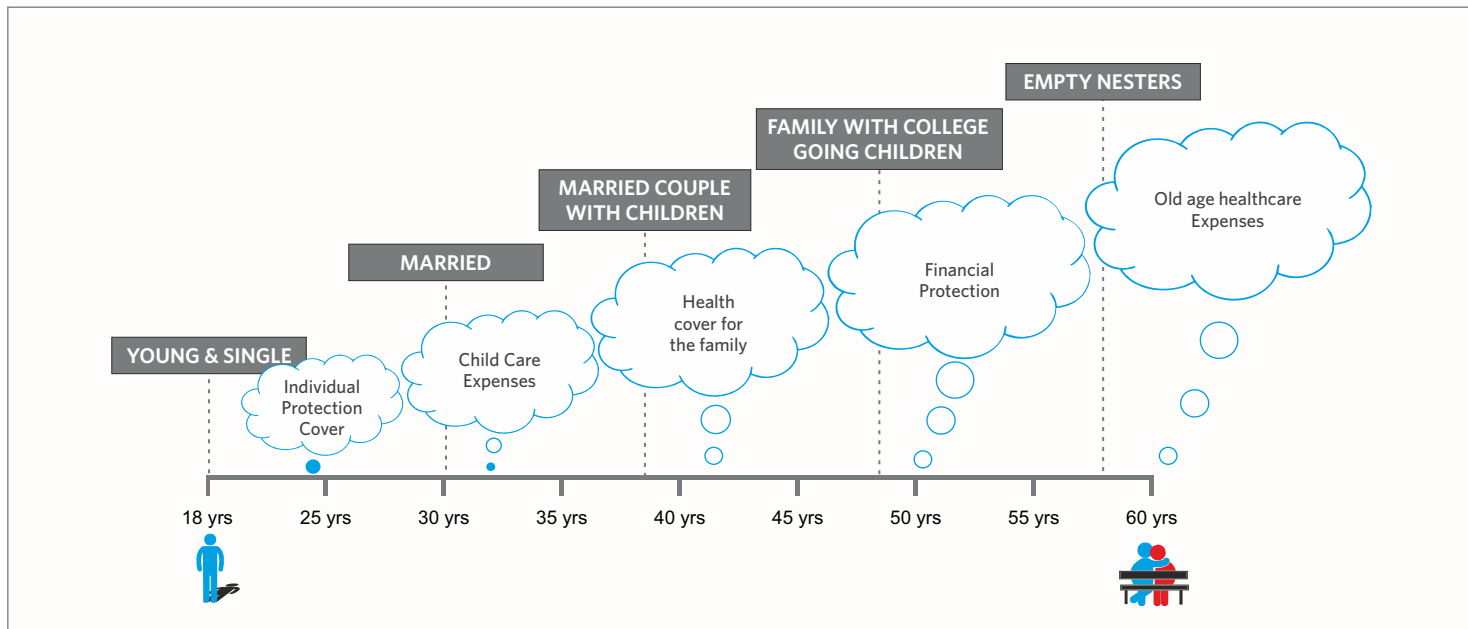 EMPTY NESTERS
FAMILY WITH COLLEGE
GOING CHILDREN
MARRIED COUPLE
WITH CHILDREN
MARRIED
YOUNG & SINGLE
Individual
Protection
Cover
Child Care
Expenses
Health
cover for
the family
Financial
Protection
Old age healthcare
Expenses
18 yrs
25 yrs
30 yrs
35 yrs
40 yrs
45 yrs
50 yrs
55 yrs
60 yrs